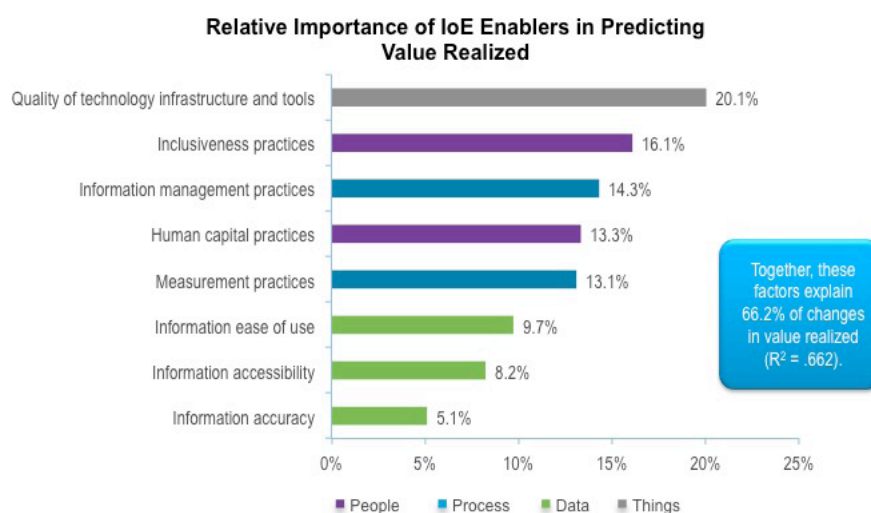 Relative Importance of IoE Enablers in Predicting
Value Realized
Quality of technology infrastructure and tools
20.1%
Inclusiveness practices
16.1%
Information management practices
14.3%
Human capital practices
13.3%
Measurement practices
13.1%
Information ease of use
9.7%
Information accessibility
8.2%
Information accuracy
5.1%
Together, these
factors explain
66.2% of changes
in value realized
(R² = .662).
0% 5% 10% 15% 20% 25%
People Process Data Things